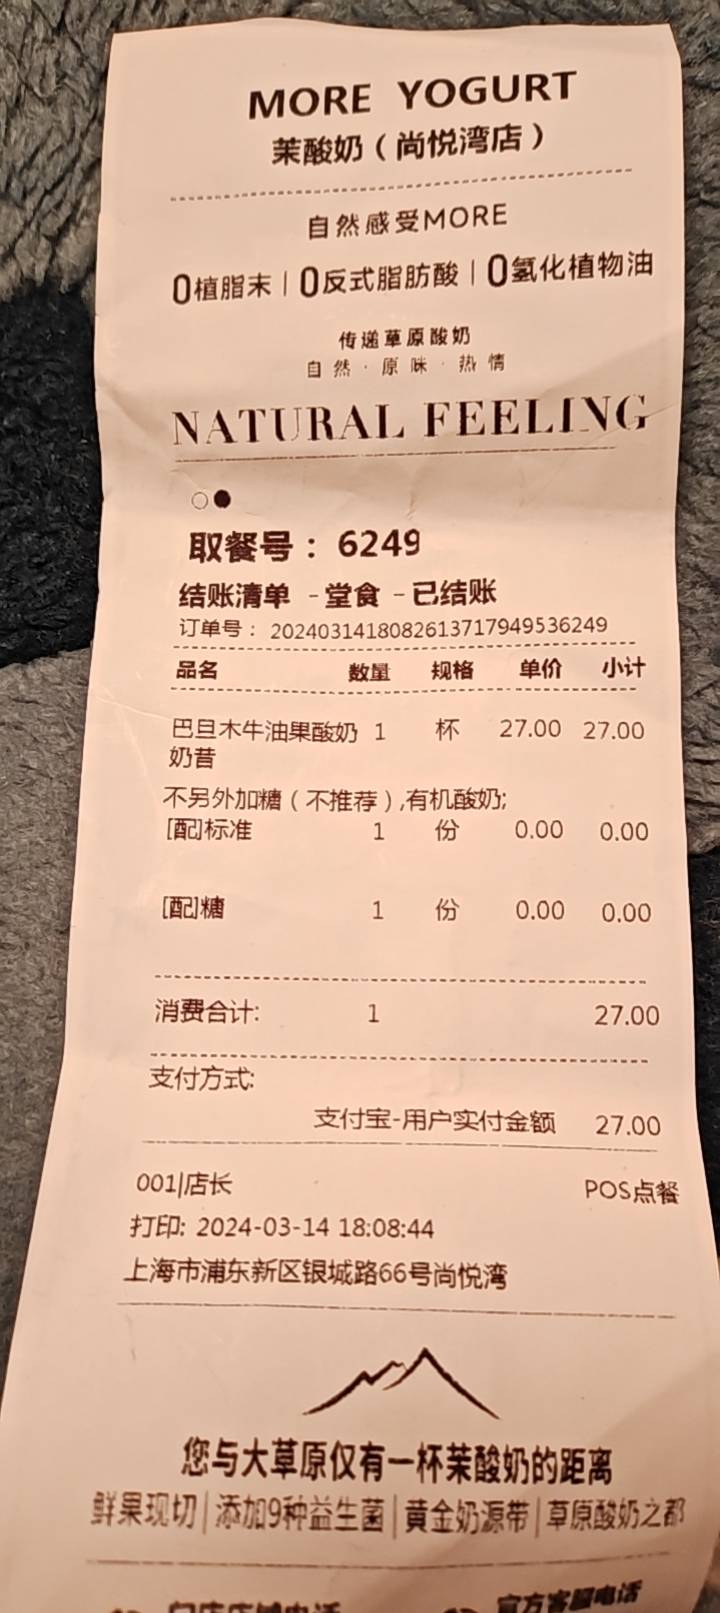 MORE YOGURT
茉酸奶（尚悦湾店）
自然感受MORE
0植脂末 | 0反式脂肪酸 | 0氢化植物油
传递草原酸奶
自然·原味·热情
NATURAL FEELING
取餐号：6249
结账清单 -堂食 -已结账
订单号：20240314180826137179495​36249
品名 数量 规格 单价 小计
巴旦木牛油果酸奶 1 杯 27.00 27.00
奶昔
不另外加糖（不推荐）,有机酸奶;
[配]标准 1 份 0.00 0.00
[配]糖 1 份 0.00 0.00
消费合计: 1 27.00
支付方式:
支付宝-用户实付金额 27.00
001|店长 POS点餐
打印: 2024-03-14 18:08:44
上海市浦东新区银城路66号尚悦湾
您与大草原仅有一杯茉酸奶的距离
鲜果现切|添加9种益生菌|黄金奶源带|草原酸奶之都
官方客服电话